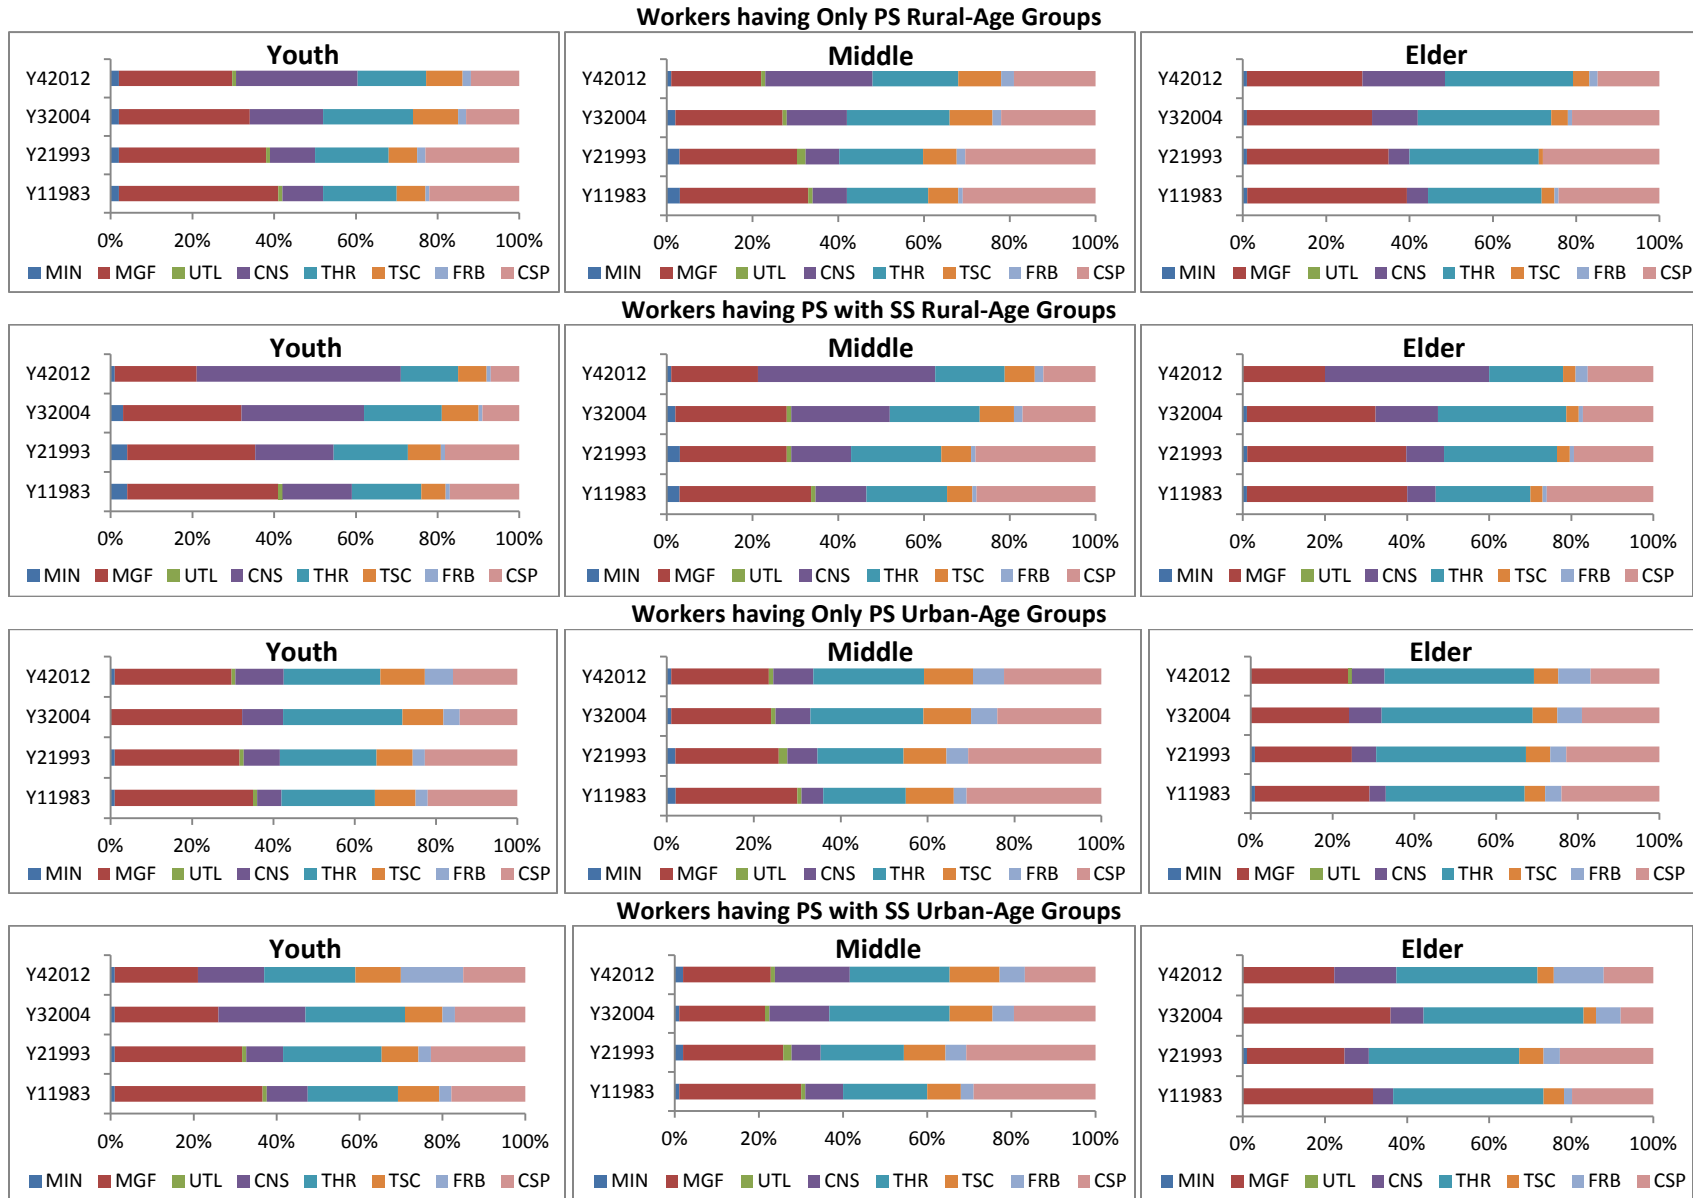 Workers having Only PS Rural-Age Groups
Youth
Y42012
Y32004
Y21993
Y11983
0% 20% 40% 60% 80% 100%
MIN MGF UTL CNS THR TSC FRB CSP
Middle
Y42012
Y32004
Y21993
Y11983
0% 20% 40% 60% 80% 100%
MIN MGF UTL CNS THR TSC FRB CSP
Elder
Y42012
Y32004
Y21993
Y11983
0% 20% 40% 60% 80% 100%
MIN MGF UTL CNS THR TSC FRB CSP
Workers having PS with SS Rural-Age Groups
Youth
Y42012
Y32004
Y21993
Y11983
0% 20% 40% 60% 80% 100%
MIN MGF UTL CNS THR TSC FRB CSP
Middle
Y42012
Y32004
Y21993
Y11983
0% 20% 40% 60% 80% 100%
MIN MGF UTL CNS THR TSC FRB CSP
Elder
Y42012
Y32004
Y21993
Y11983
0% 20% 40% 60% 80% 100%
MIN MGF UTL CNS THR TSC FRB CSP
Workers having Only PS Urban-Age Groups
Youth
Y42012
Y32004
Y21993
Y11983
0% 20% 40% 60% 80% 100%
MIN MGF UTL CNS THR TSC FRB CSP
Middle
Y42012
Y32004
Y21993
Y11983
0% 20% 40% 60% 80% 100%
MIN MGF UTL CNS THR TSC FRB CSP
Elder
Y42012
Y32004
Y21993
Y11983
0% 20% 40% 60% 80% 100%
MIN MGF UTL CNS THR TSC FRB CSP
Workers having PS with SS Urban-Age Groups
Youth
Y42012
Y32004
Y21993
Y11983
0% 20% 40% 60% 80% 100%
MIN MGF UTL CNS THR TSC FRB CSP
Middle
Y42012
Y32004
Y21993
Y11983
0% 20% 40% 60% 80% 100%
MIN MGF UTL CNS THR TSC FRB CSP
Elder
Y42012
Y32004
Y21993
Y11983
0% 20% 40% 60% 80% 100%
MIN MGF UTL CNS THR TSC FRB CSP